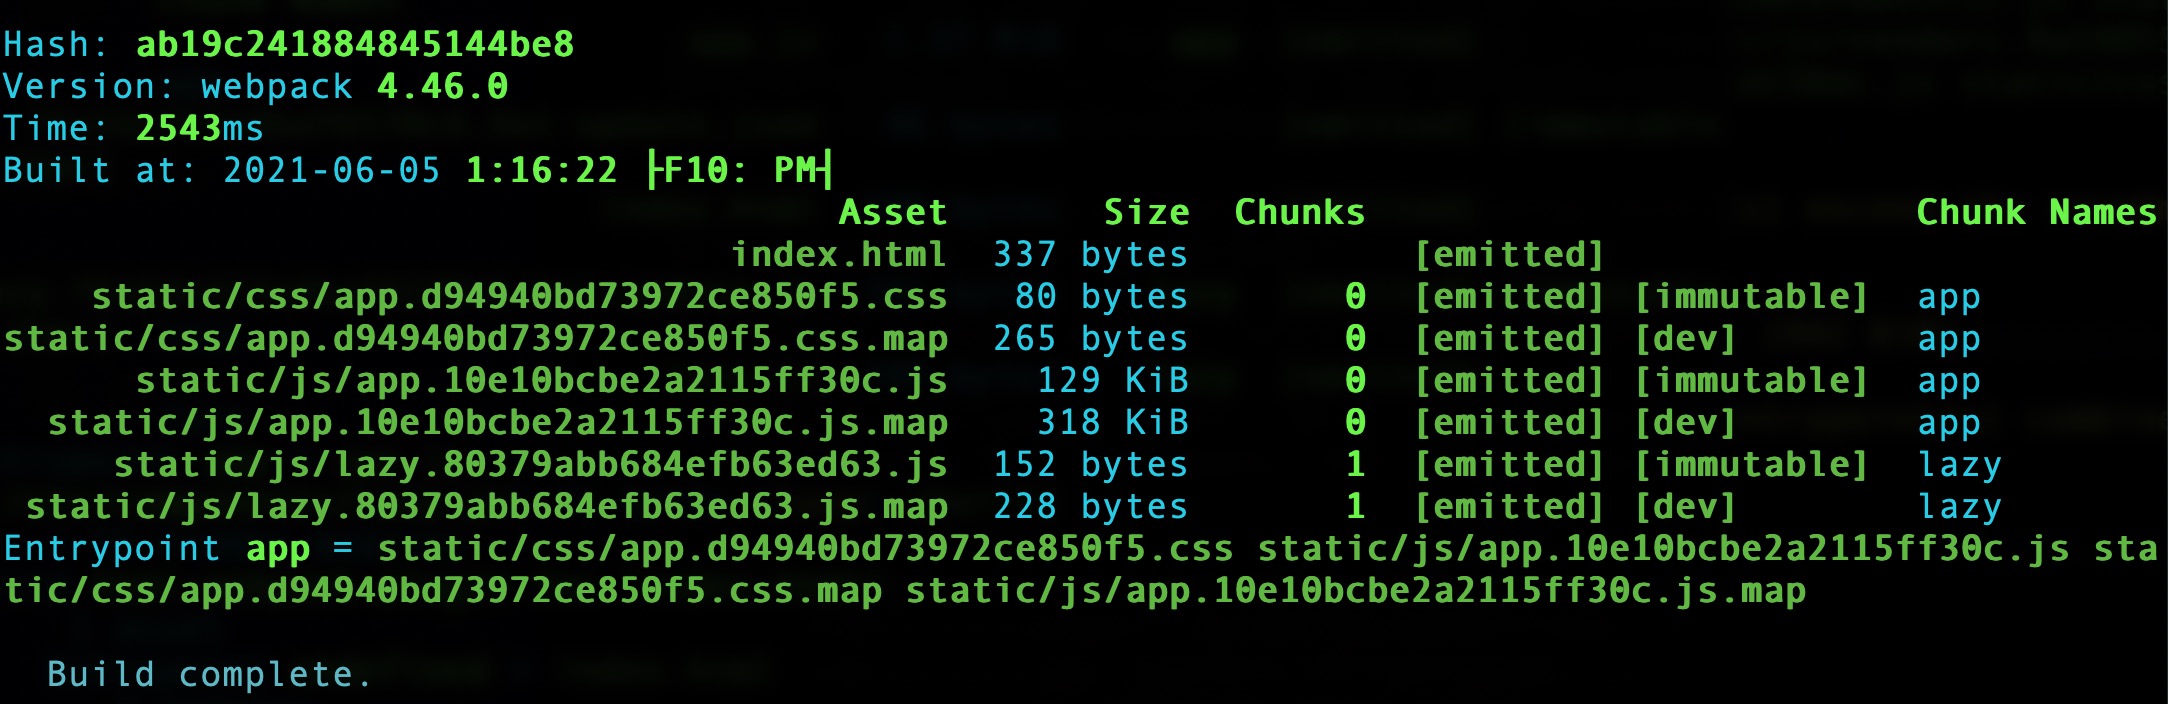 Hash: ab19c241884845144be8
Version: webpack 4.46.0
Time: 2543ms
Built at: 2021-06-05 1:16:22 ├F10: PM┤
Asset Size Chunks Chunk Names
index.html 337 bytes [emitted]
static/css/app.d94940bd73972ce850f5.css 80 bytes 0 [emitted] [immutable] app
static/css/app.d94940bd73972ce850f5.css.map 265 bytes 0 [emitted] [dev] app
static/js/app.10e10bcbe2a2115ff30c.js 129 KiB 0 [emitted] [immutable] app
static/js/app.10e10bcbe2a2115ff30c.js.map 318 KiB 0 [emitted] [dev] app
static/js/lazy.80379abb684efb63ed63.js 152 bytes 1 [emitted] [immutable] lazy
static/js/lazy.80379abb684efb63ed63.js.map 228 bytes 1 [emitted] [dev] lazy
Entrypoint app = static/css/app.d94940bd73972ce850f5.css static/js/app.10e10bcbe2a2115ff30c.js sta
tic/css/app.d94940bd73972ce850f5.css.map static/js/app.10e10bcbe2a2115ff30c.js.map
Build complete.